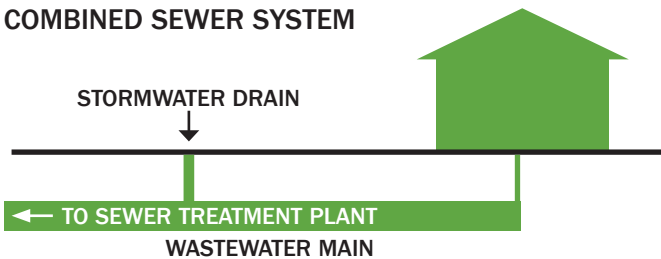 COMBINED SEWER SYSTEM
STORMWATER DRAIN
TO SEWER TREATMENT PLANT
WASTEWATER MAIN